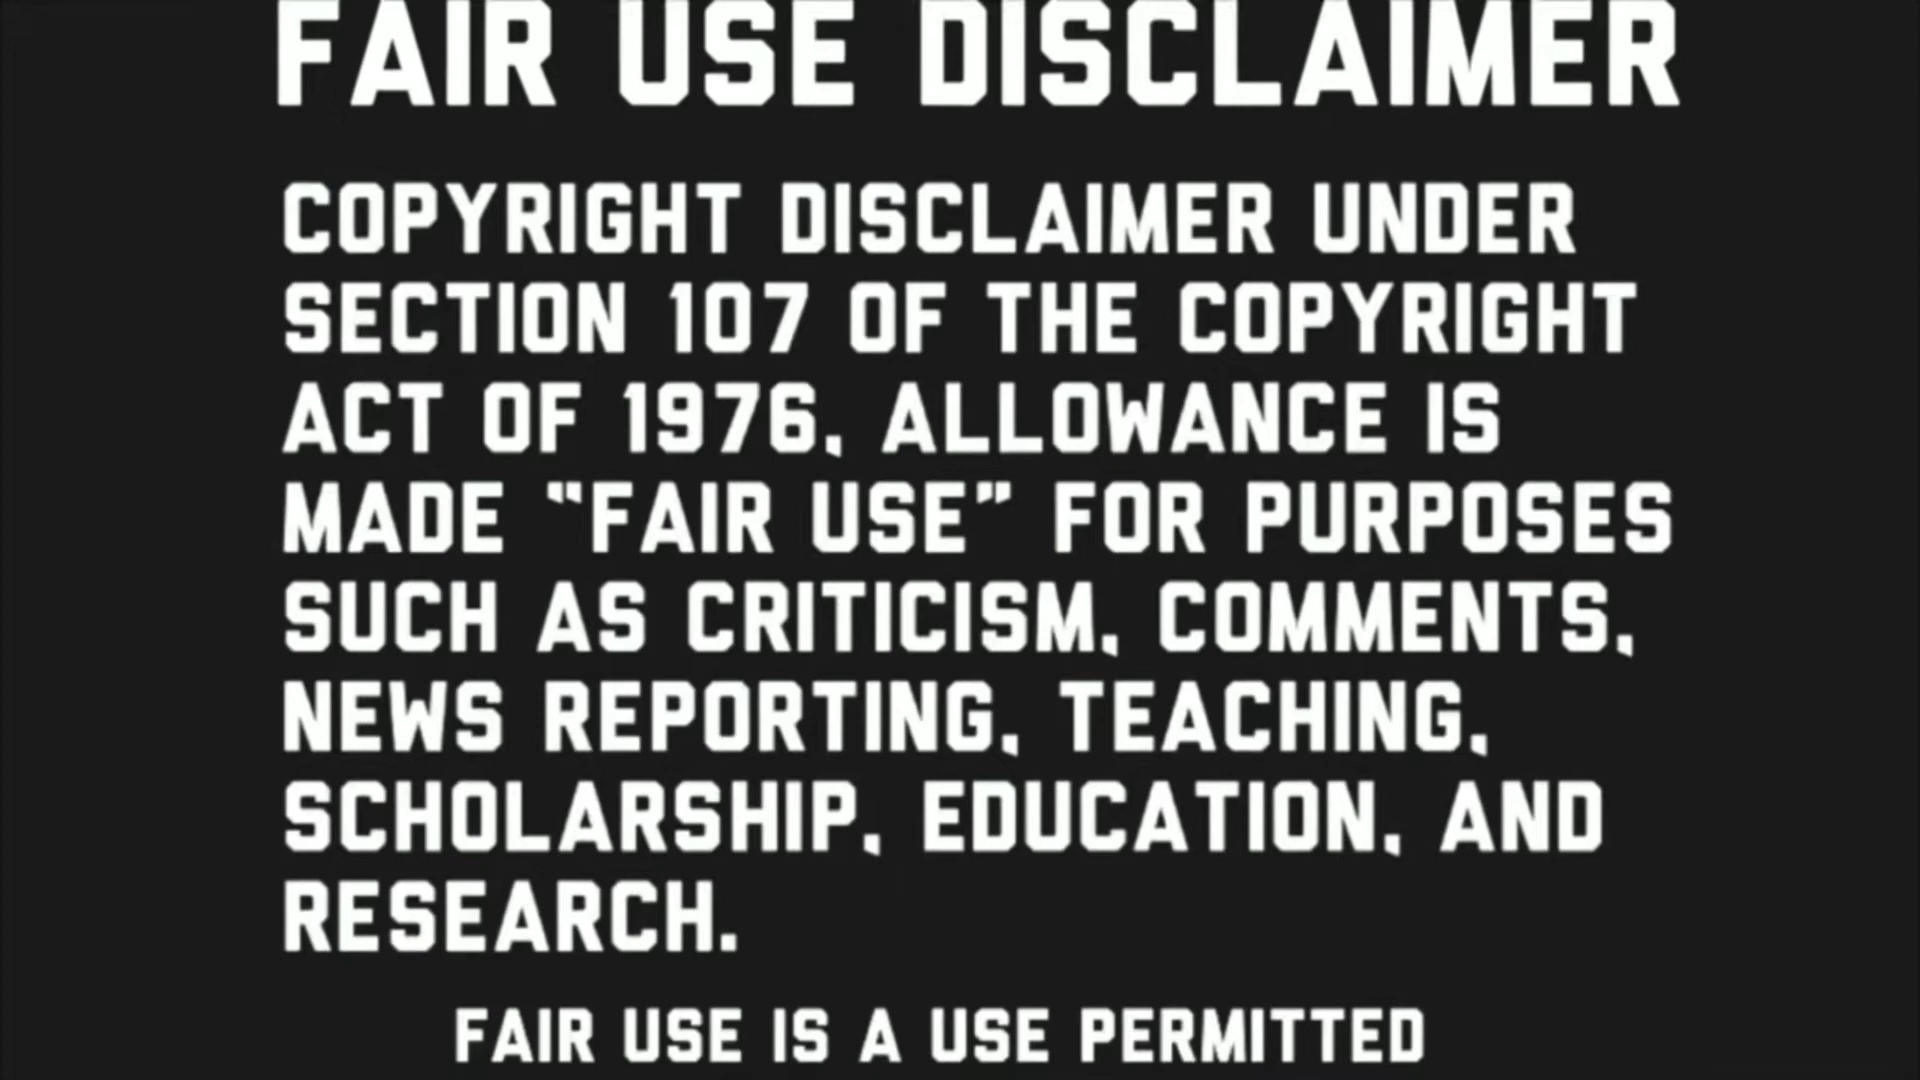 FAIR USE DISCLAIMER
COPYRIGHT DISCLAIMER UNDER
SECTION 107 OF THE COPYRIGHT
ACT OF 1976, ALLOWANCE IS
MADE "FAIR USE" FOR PURPOSES
SUCH AS CRITICISM, COMMENTS,
NEWS REPORTING, TEACHING,
SCHOLARSHIP, EDUCATION, AND
RESEARCH.
FAIR USE IS A USE PERMITTED